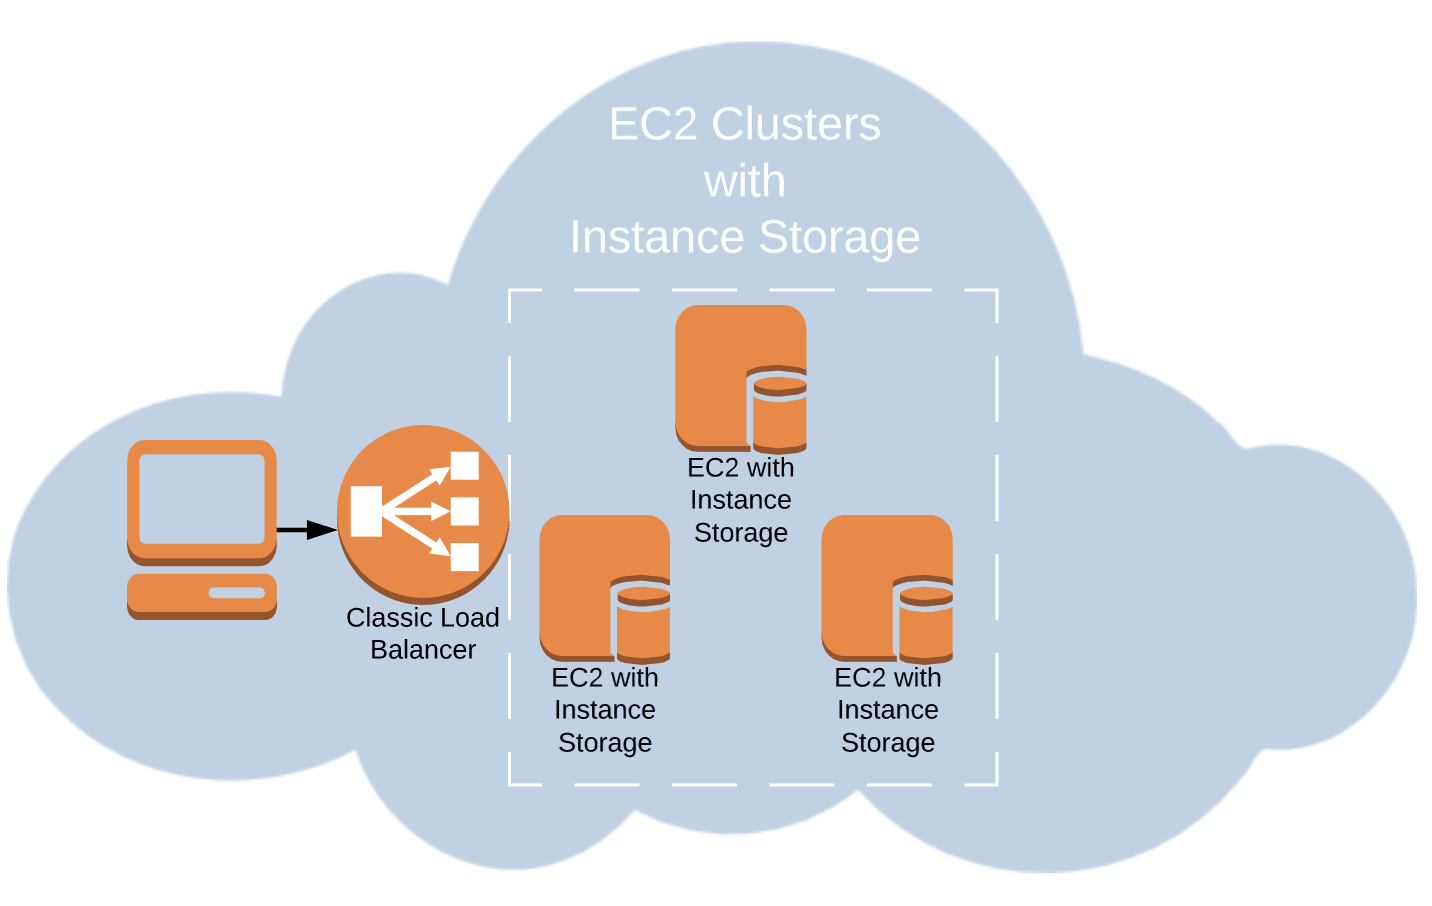 EC2 Clusters
with
Instance Storage
EC2 with
Instance
Storage
Classic Load
Balancer
EC2 with
Instance
Storage
EC2 with
Instance
Storage